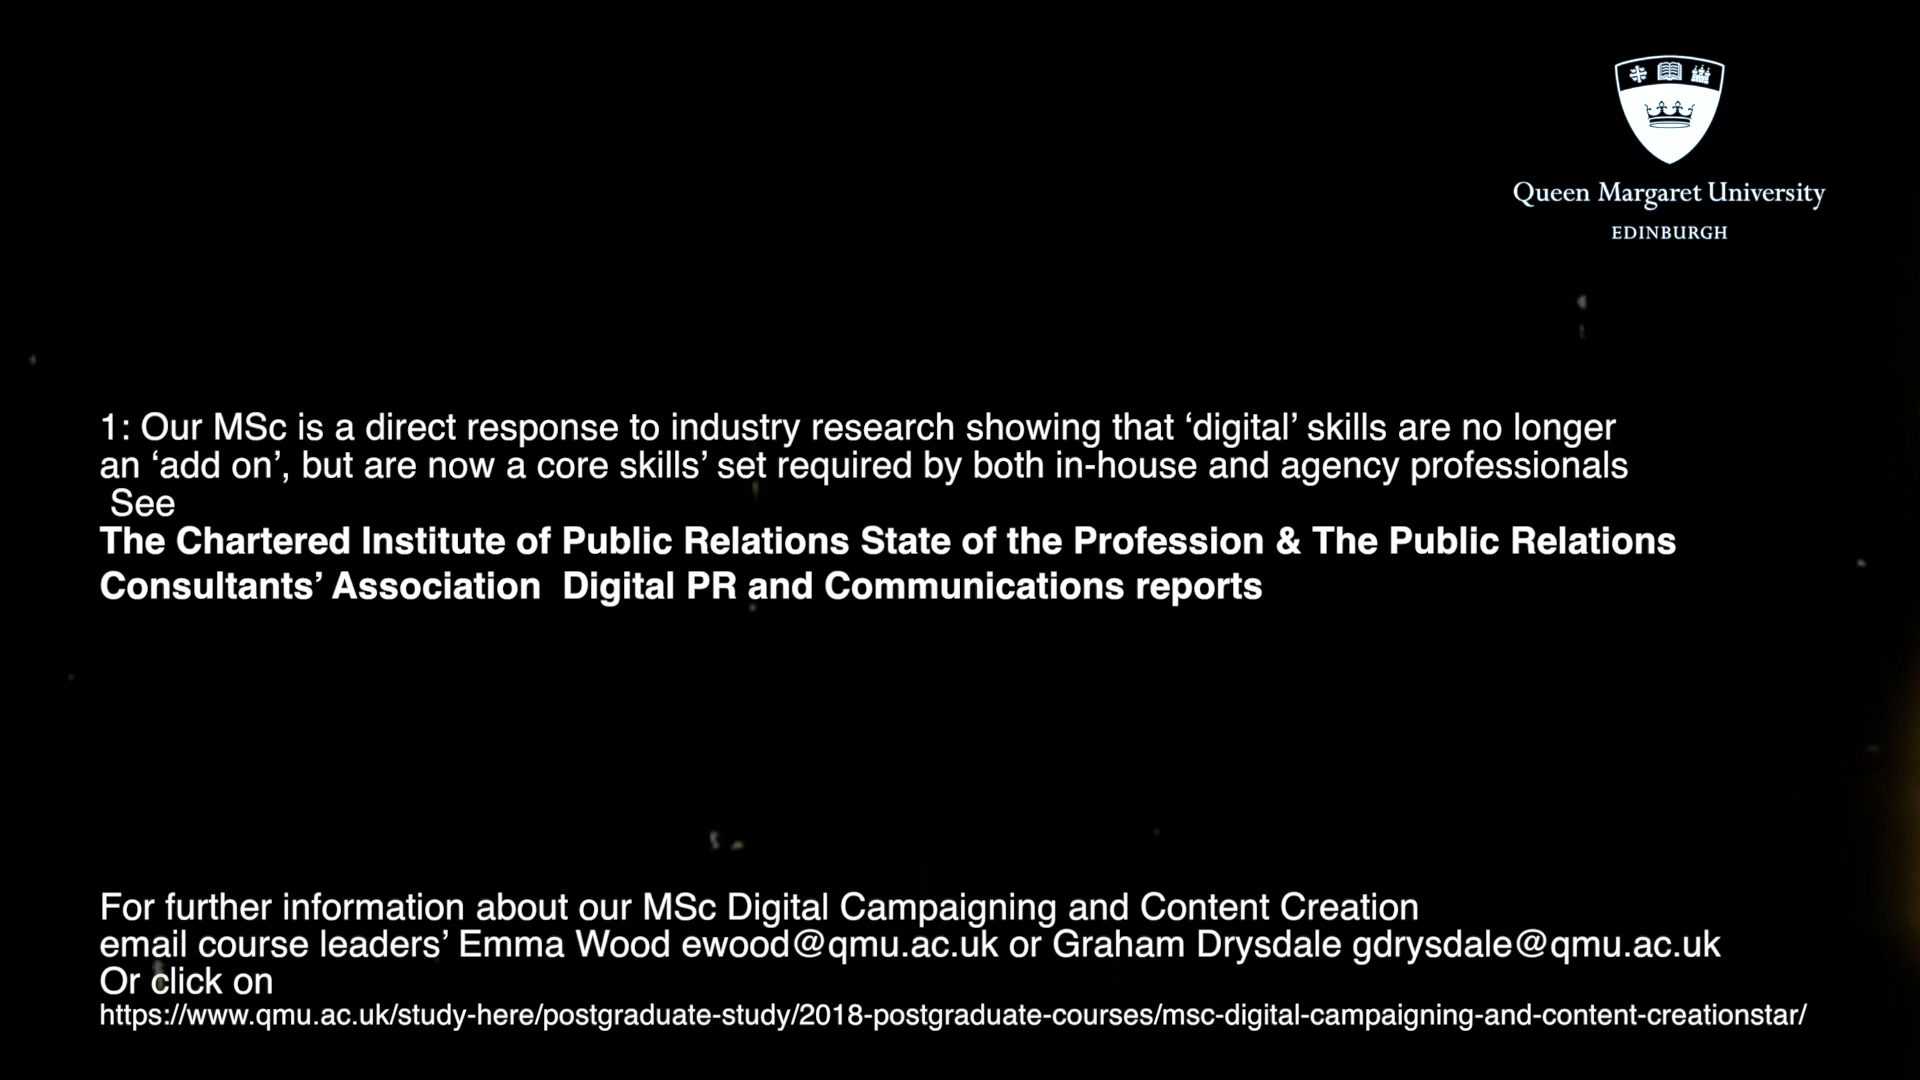 Queen Margaret University
EDINBURGH
1: Our MSc is a direct response to industry research showing that ‘digital’ skills are no longer
an ‘add on’, but are now a core skills’ set required by both in-house and agency professionals
See
The Chartered Institute of Public Relations State of the Profession & The Public Relations
Consultants’ Association  Digital PR and Communications reports
For further information about our MSc Digital Campaigning and Content Creation
email course leaders’ Emma Wood ewood@qmu.ac.uk or Graham Drysdale gdrysdale@qmu.ac.uk
Or click on
https://www.qmu.ac.uk/study-here/postgraduate-study/2018-postgraduate-courses/msc-digital-campaigning-and-content-creationstar/